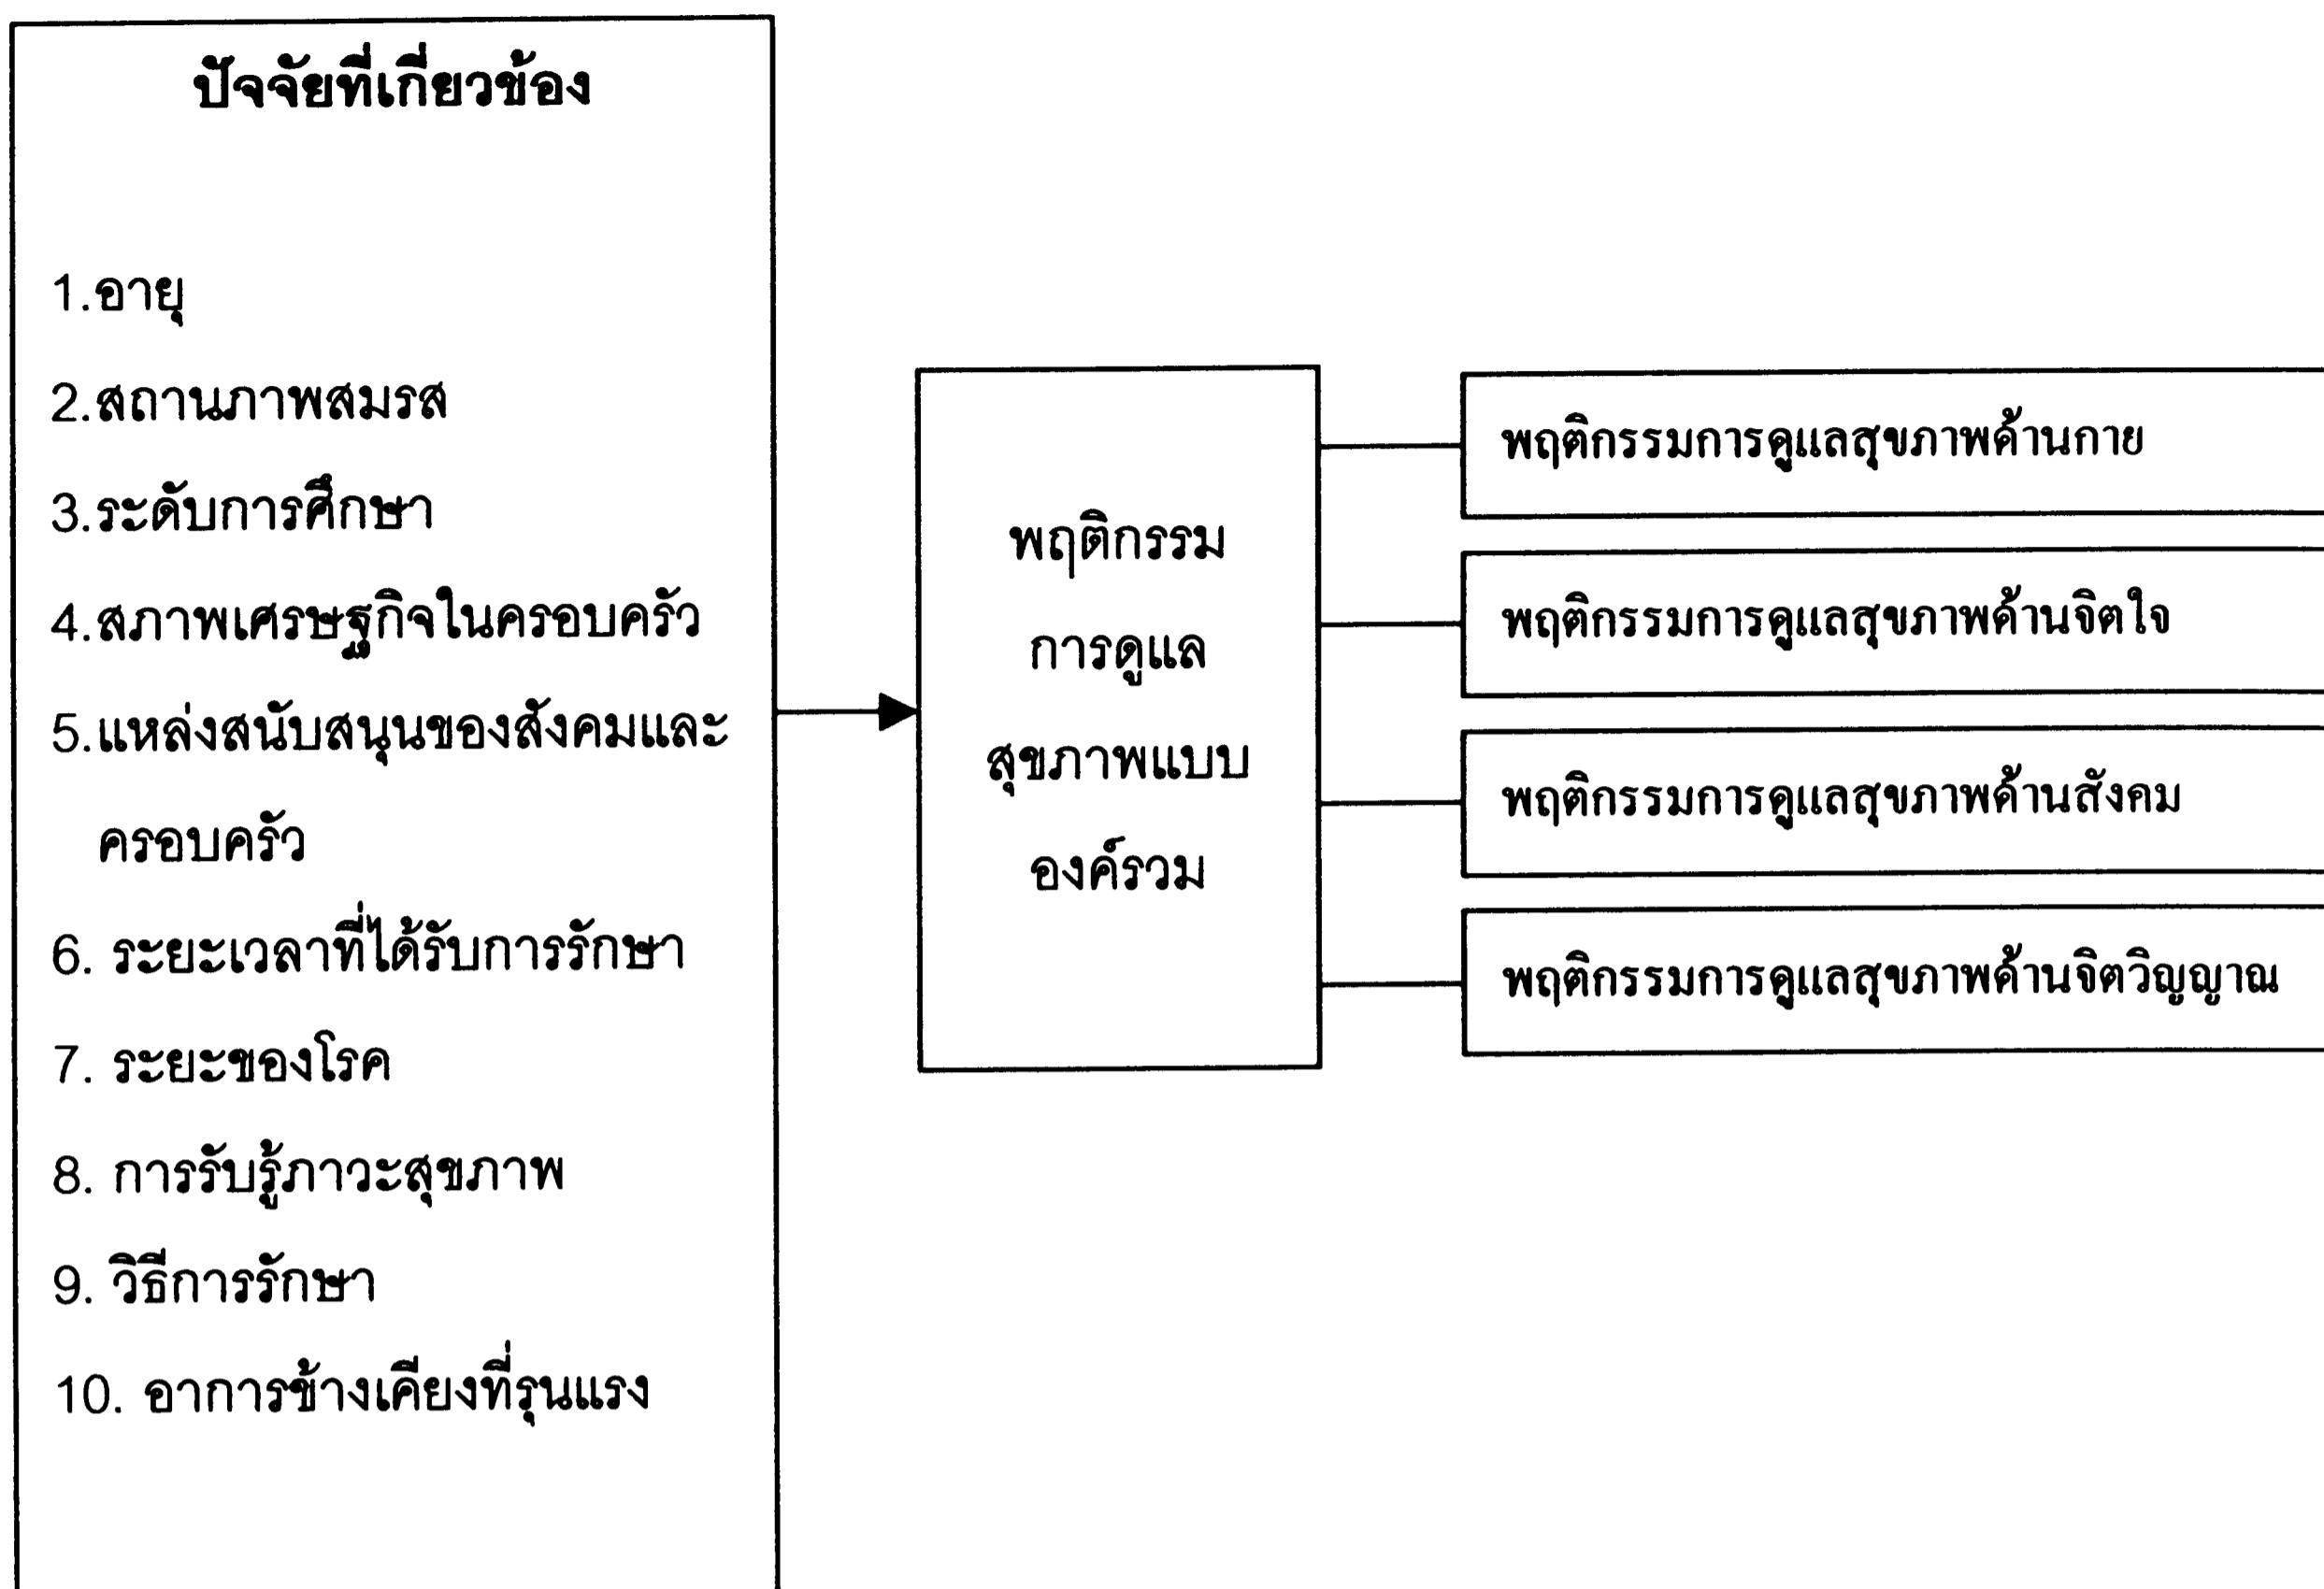 ปัจจัยที่เกี่ยวข้อง
1.อายุ
2.สถานภาพสมรส
3.ระดับการศึกษา
4.สภาพเศรษฐกิจในครอบครัว
5.แหล่งสนับสนุนของสังคมและ
ครอบครัว
6. ระยะเวลาที่ได้รับการรักษา
7. ระยะของโรค
8. การรับรู้ภาวะสุขภาพ
9. วิธีการรักษา
10. อาการข้างเคียงที่รุนแรง
พฤติกรรม
การดูแล
สุขภาพแบบ
องค์รวม
พฤติกรรมการดูแลสุขภาพด้านกาย
พฤติกรรมการดูแลสุขภาพด้านจิตใจ
พฤติกรรมการดูแลสุขภาพด้านสังคม
พฤติกรรมการดูแลสุขภาพด้านจิตวิญญาณ